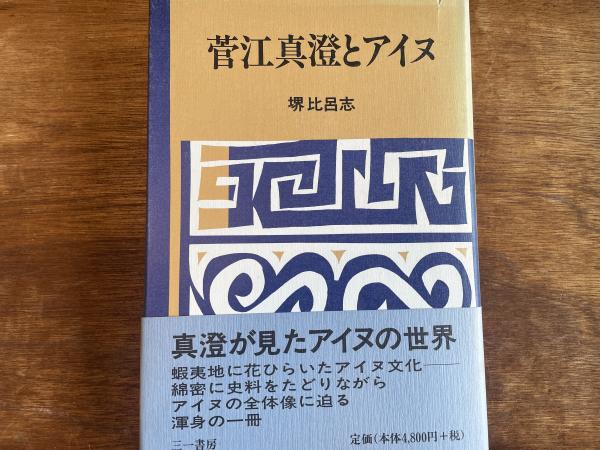 菅江真澄とアイヌ
堺比呂志
真澄が見たアイヌの世界
蝦夷地に花ひらいたアイヌ文化――
綿密に史料をたどりながら
アイヌの全体像に迫る
渾身の一冊
三一書房
定価(本体4,800円+税)